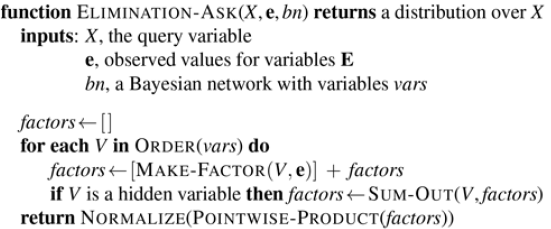 function ELIMINATION-ASK(X, e, bn) returns a distribution over X
inputs: X, the query variable
e, observed values for variables E
bn, a Bayesian network with variables vars
factors ← []
for each V in ORDER(vars) do
factors ← [MAKE-FACTOR(V, e)] + factors
if V is a hidden variable then factors ← SUM-OUT(V, factors)
return NORMALIZE(POINTWISE-PRODUCT(factors))